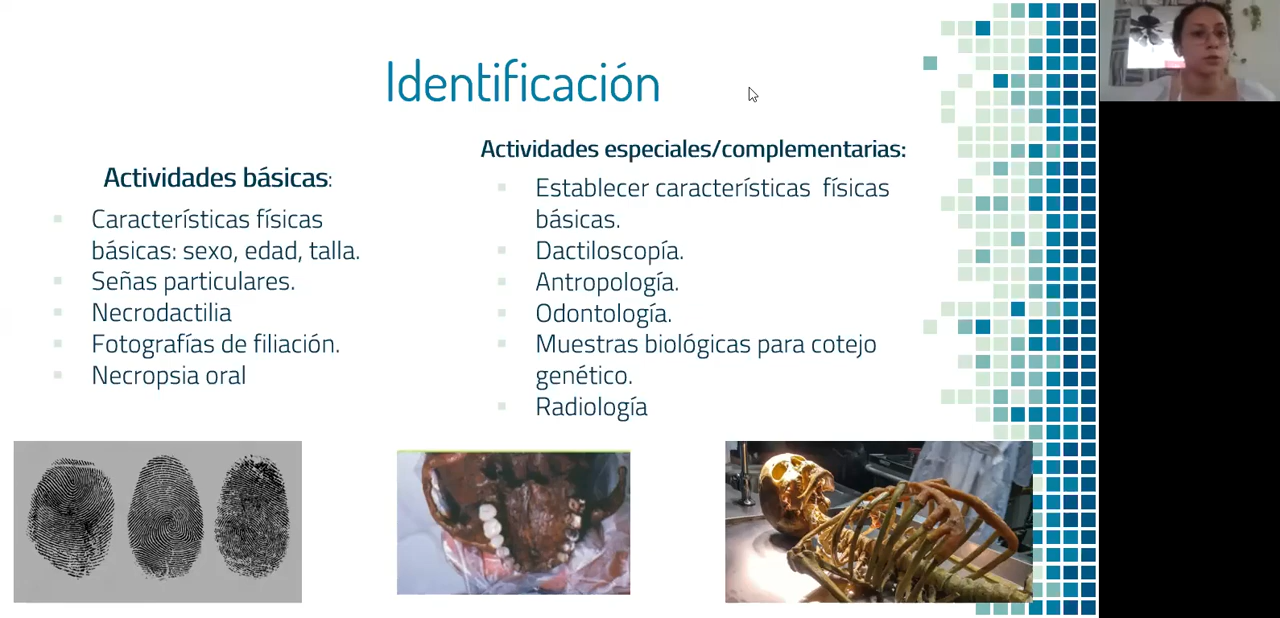 Identificación
Actividades básicas:
Características físicas
básicas: sexo, edad, talla.
Señas particulares.
Necrodactilia
Fotografías de filiación.
Necropsia oral
Actividades especiales/complementarias:
Establecer características físicas
básicas.
Dactiloscopía.
Antropología.
Odontología.
Muestras biológicas para cotejo
genético.
Radiología